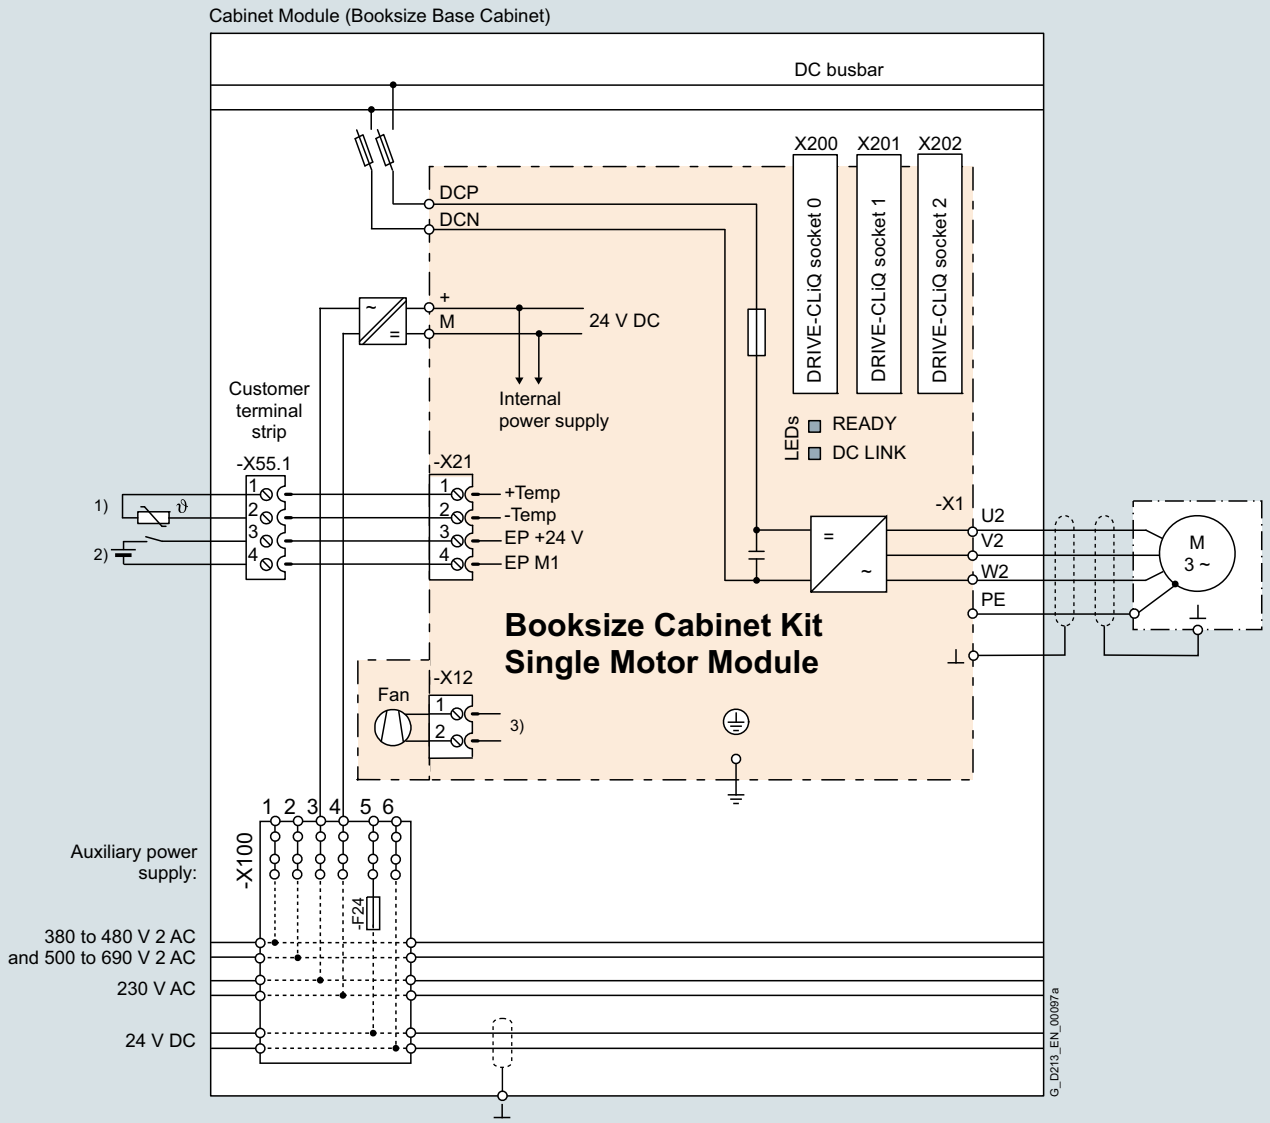 Cabinet Module (Booksize Base Cabinet)
DC busbar
X200 X201 X202
DRIVE-CLiQ socket 0
DRIVE-CLiQ socket 1
DRIVE-CLiQ socket 2
DCP
DCN
~
=
+
M
24 V DC
Internal
power supply
LEDs
READY
DC LINK
Customer
terminal
strip
-X55.1
1
2
3
4
1)
ϑ
2)
-X21
1
2
3
4
+Temp
-Temp
EP +24 V
EP M1
=
~
-X1
U2
V2
W2
PE
M
3 ~
Booksize Cabinet Kit
Single Motor Module
Fan
-X12
1
2
3)
1 2 3 4 5 6
-X100
-F24
Auxiliary power
supply:
380 to 480 V 2 AC
and 500 to 690 V 2 AC
230 V AC
24 V DC
G_D213_EN_00097a